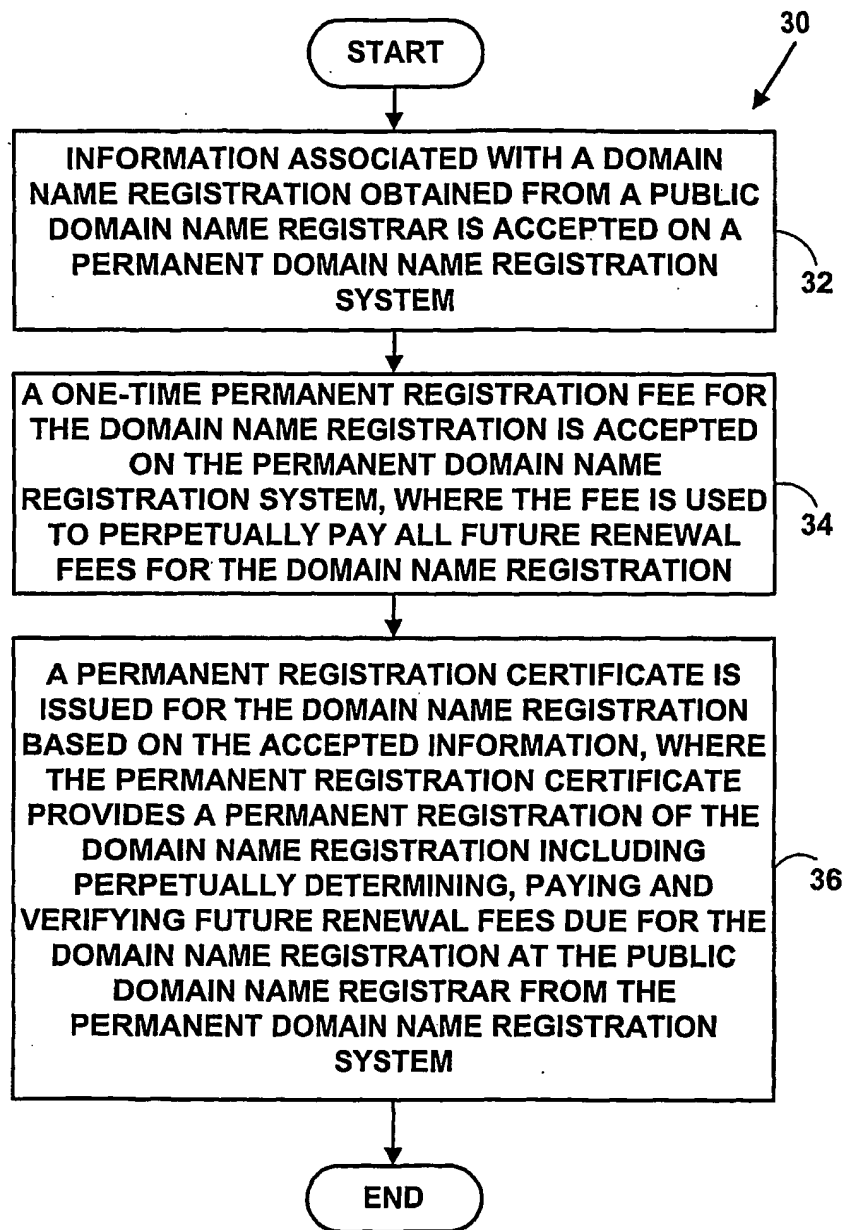 START
30
INFORMATION ASSOCIATED WITH A DOMAIN
NAME REGISTRATION OBTAINED FROM A PUBLIC
DOMAIN NAME REGISTRAR IS ACCEPTED ON A
PERMANENT DOMAIN NAME REGISTRATION
SYSTEM
32
A ONE-TIME PERMANENT REGISTRATION FEE FOR
THE DOMAIN NAME REGISTRATION IS ACCEPTED
ON THE PERMANENT DOMAIN NAME
REGISTRATION SYSTEM, WHERE THE FEE IS USED
TO PERPETUALLY PAY ALL FUTURE RENEWAL
FEES FOR THE DOMAIN NAME REGISTRATION
34
A PERMANENT REGISTRATION CERTIFICATE IS
ISSUED FOR THE DOMAIN NAME REGISTRATION
BASED ON THE ACCEPTED INFORMATION, WHERE
THE PERMANENT REGISTRATION CERTIFICATE
PROVIDES A PERMANENT REGISTRATION OF THE
DOMAIN NAME REGISTRATION INCLUDING
PERPETUALLY DETERMINING, PAYING AND
VERIFYING FUTURE RENEWAL FEES DUE FOR THE
DOMAIN NAME REGISTRATION AT THE PUBLIC
DOMAIN NAME REGISTRAR FROM THE
PERMANENT DOMAIN NAME REGISTRATION
SYSTEM
36
END